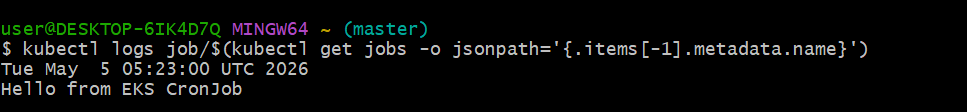 user@DESKTOP-6IK4D7Q MINGW64 ~ (master)
$ kubectl logs job/$(kubectl get jobs -o jsonpath='{.items[-1].metadata.name}')
Tue May  5 05:23:00 UTC 2026
Hello from EKS CronJob